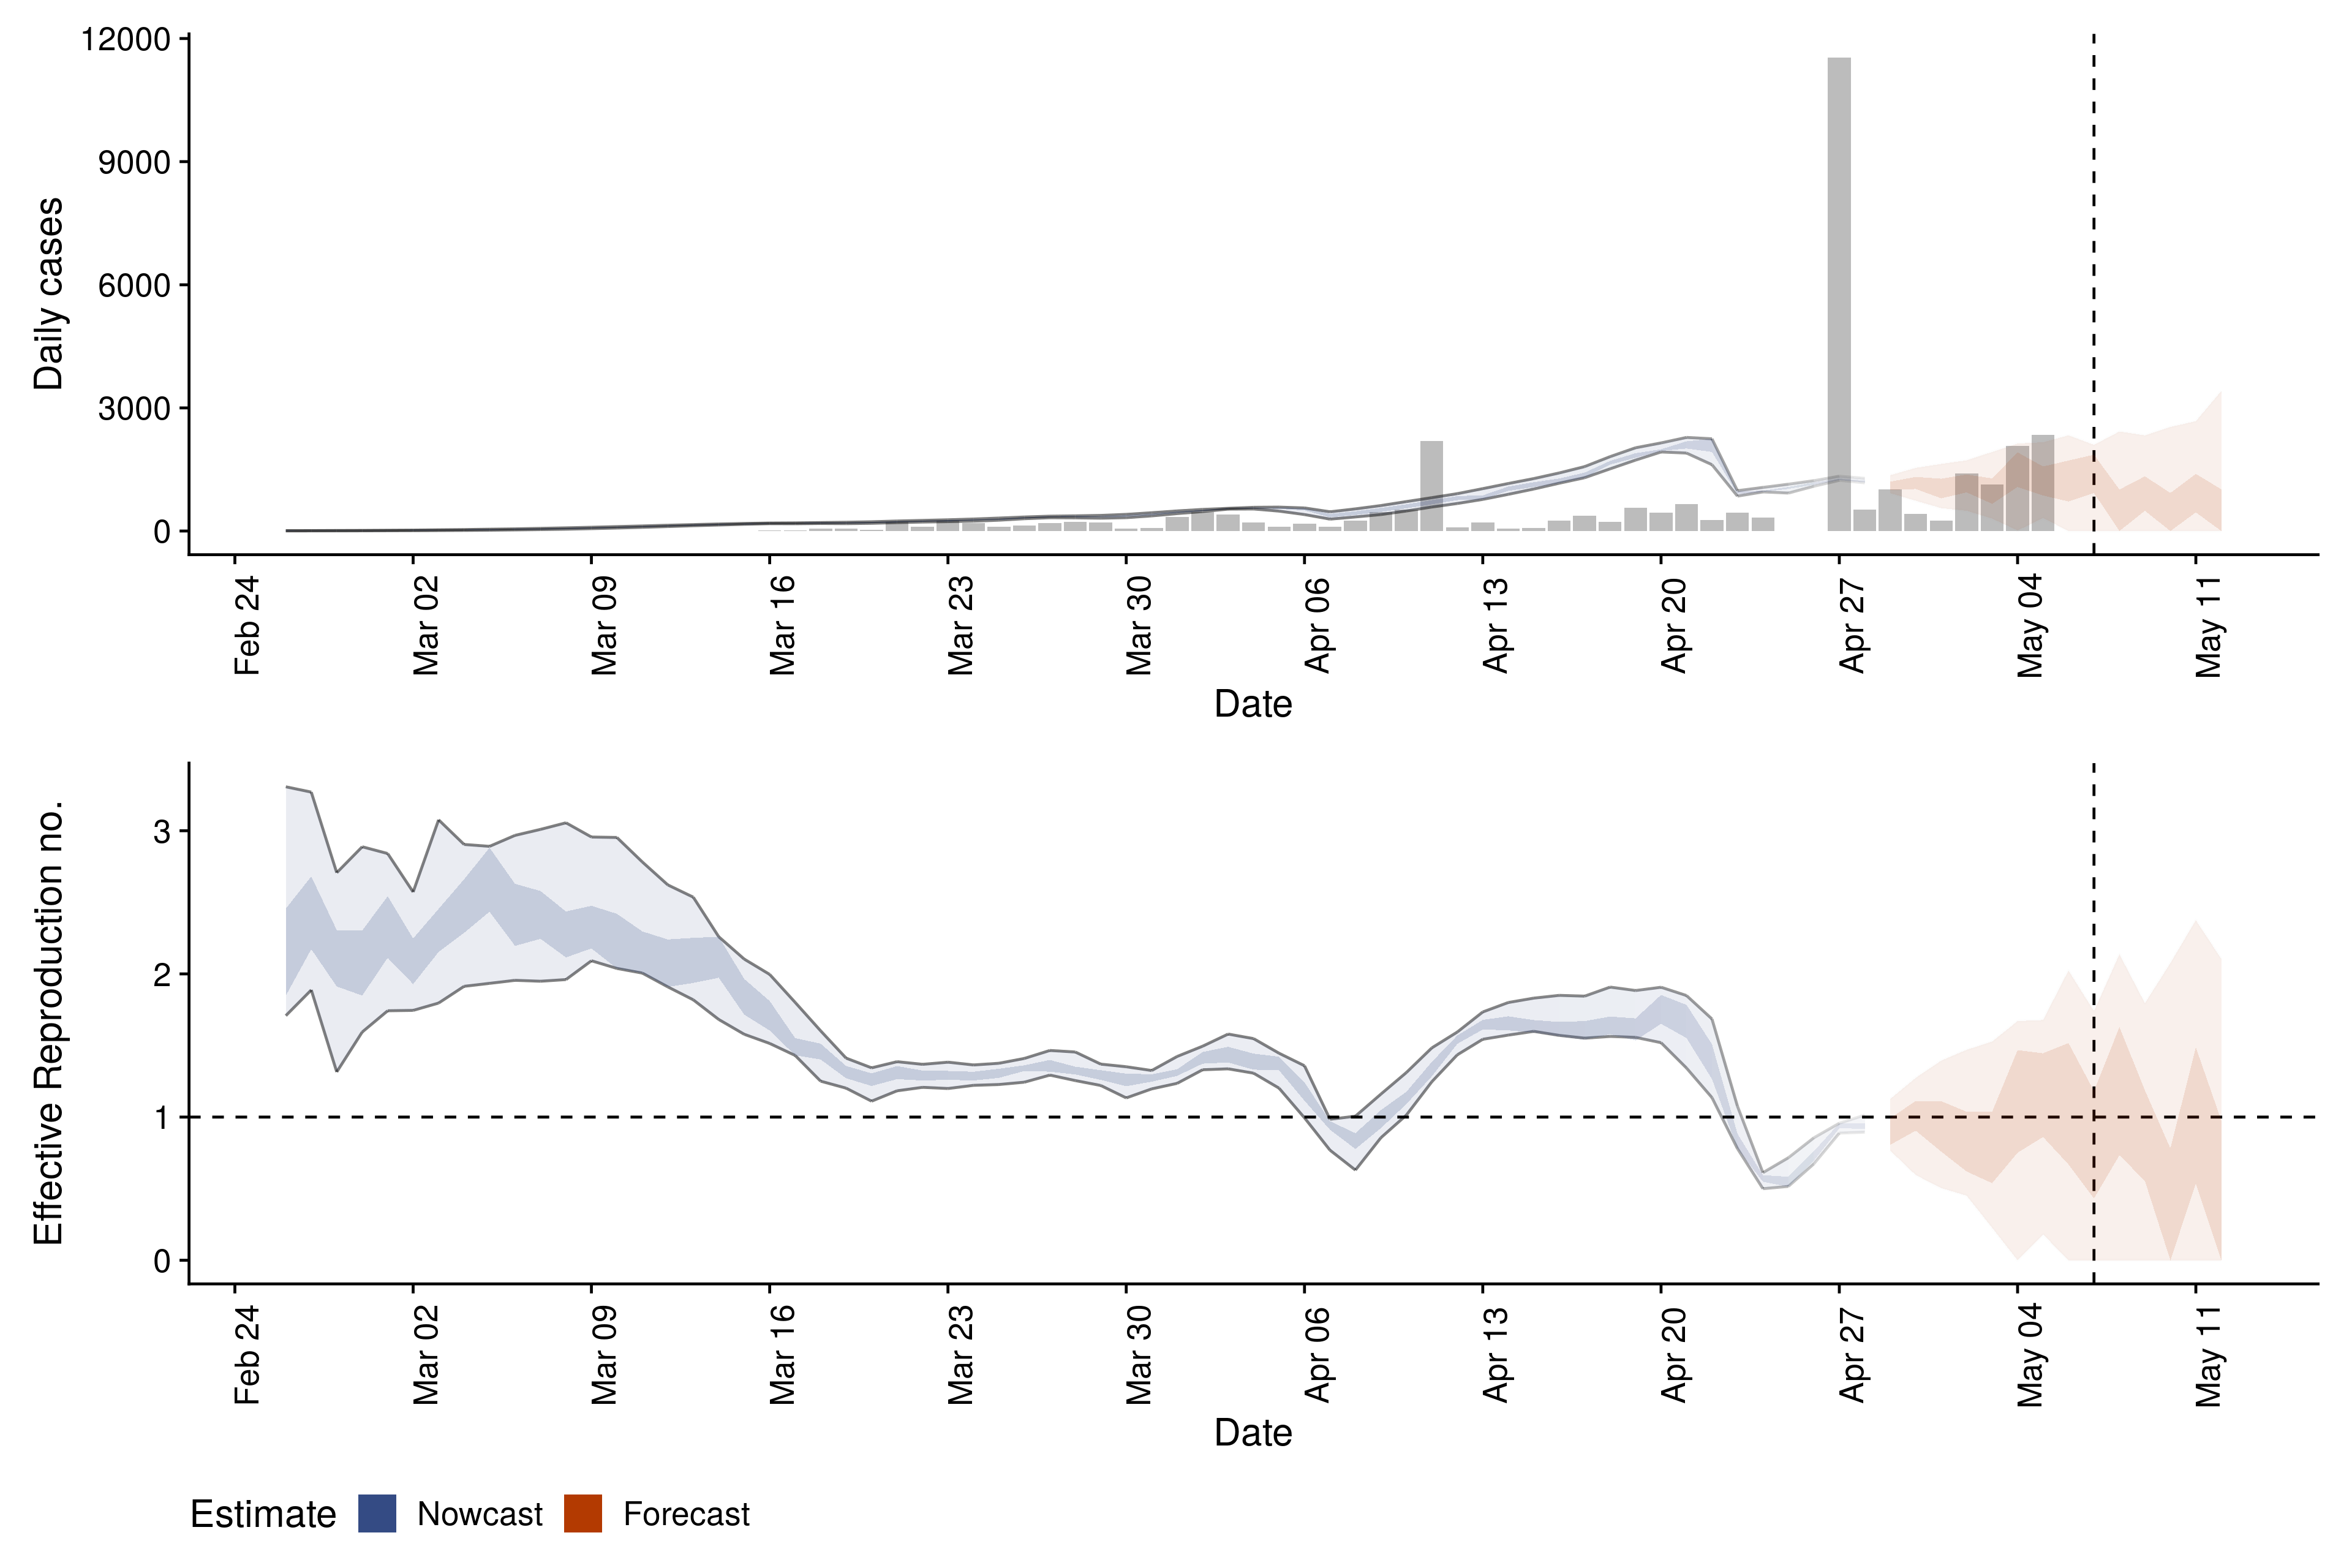 12000
9000
6000
3000
0
Daily cases
Feb 24
Mar 02
Mar 09
Mar 16
Mar 23
Mar 30
Apr 06
Apr 13
Apr 20
Apr 27
May 04
May 11
Date
3
2
1
0
Effective Reproduction no.
Feb 24
Mar 02
Mar 09
Mar 16
Mar 23
Mar 30
Apr 06
Apr 13
Apr 20
Apr 27
May 04
May 11
Date
Estimate Nowcast Forecast